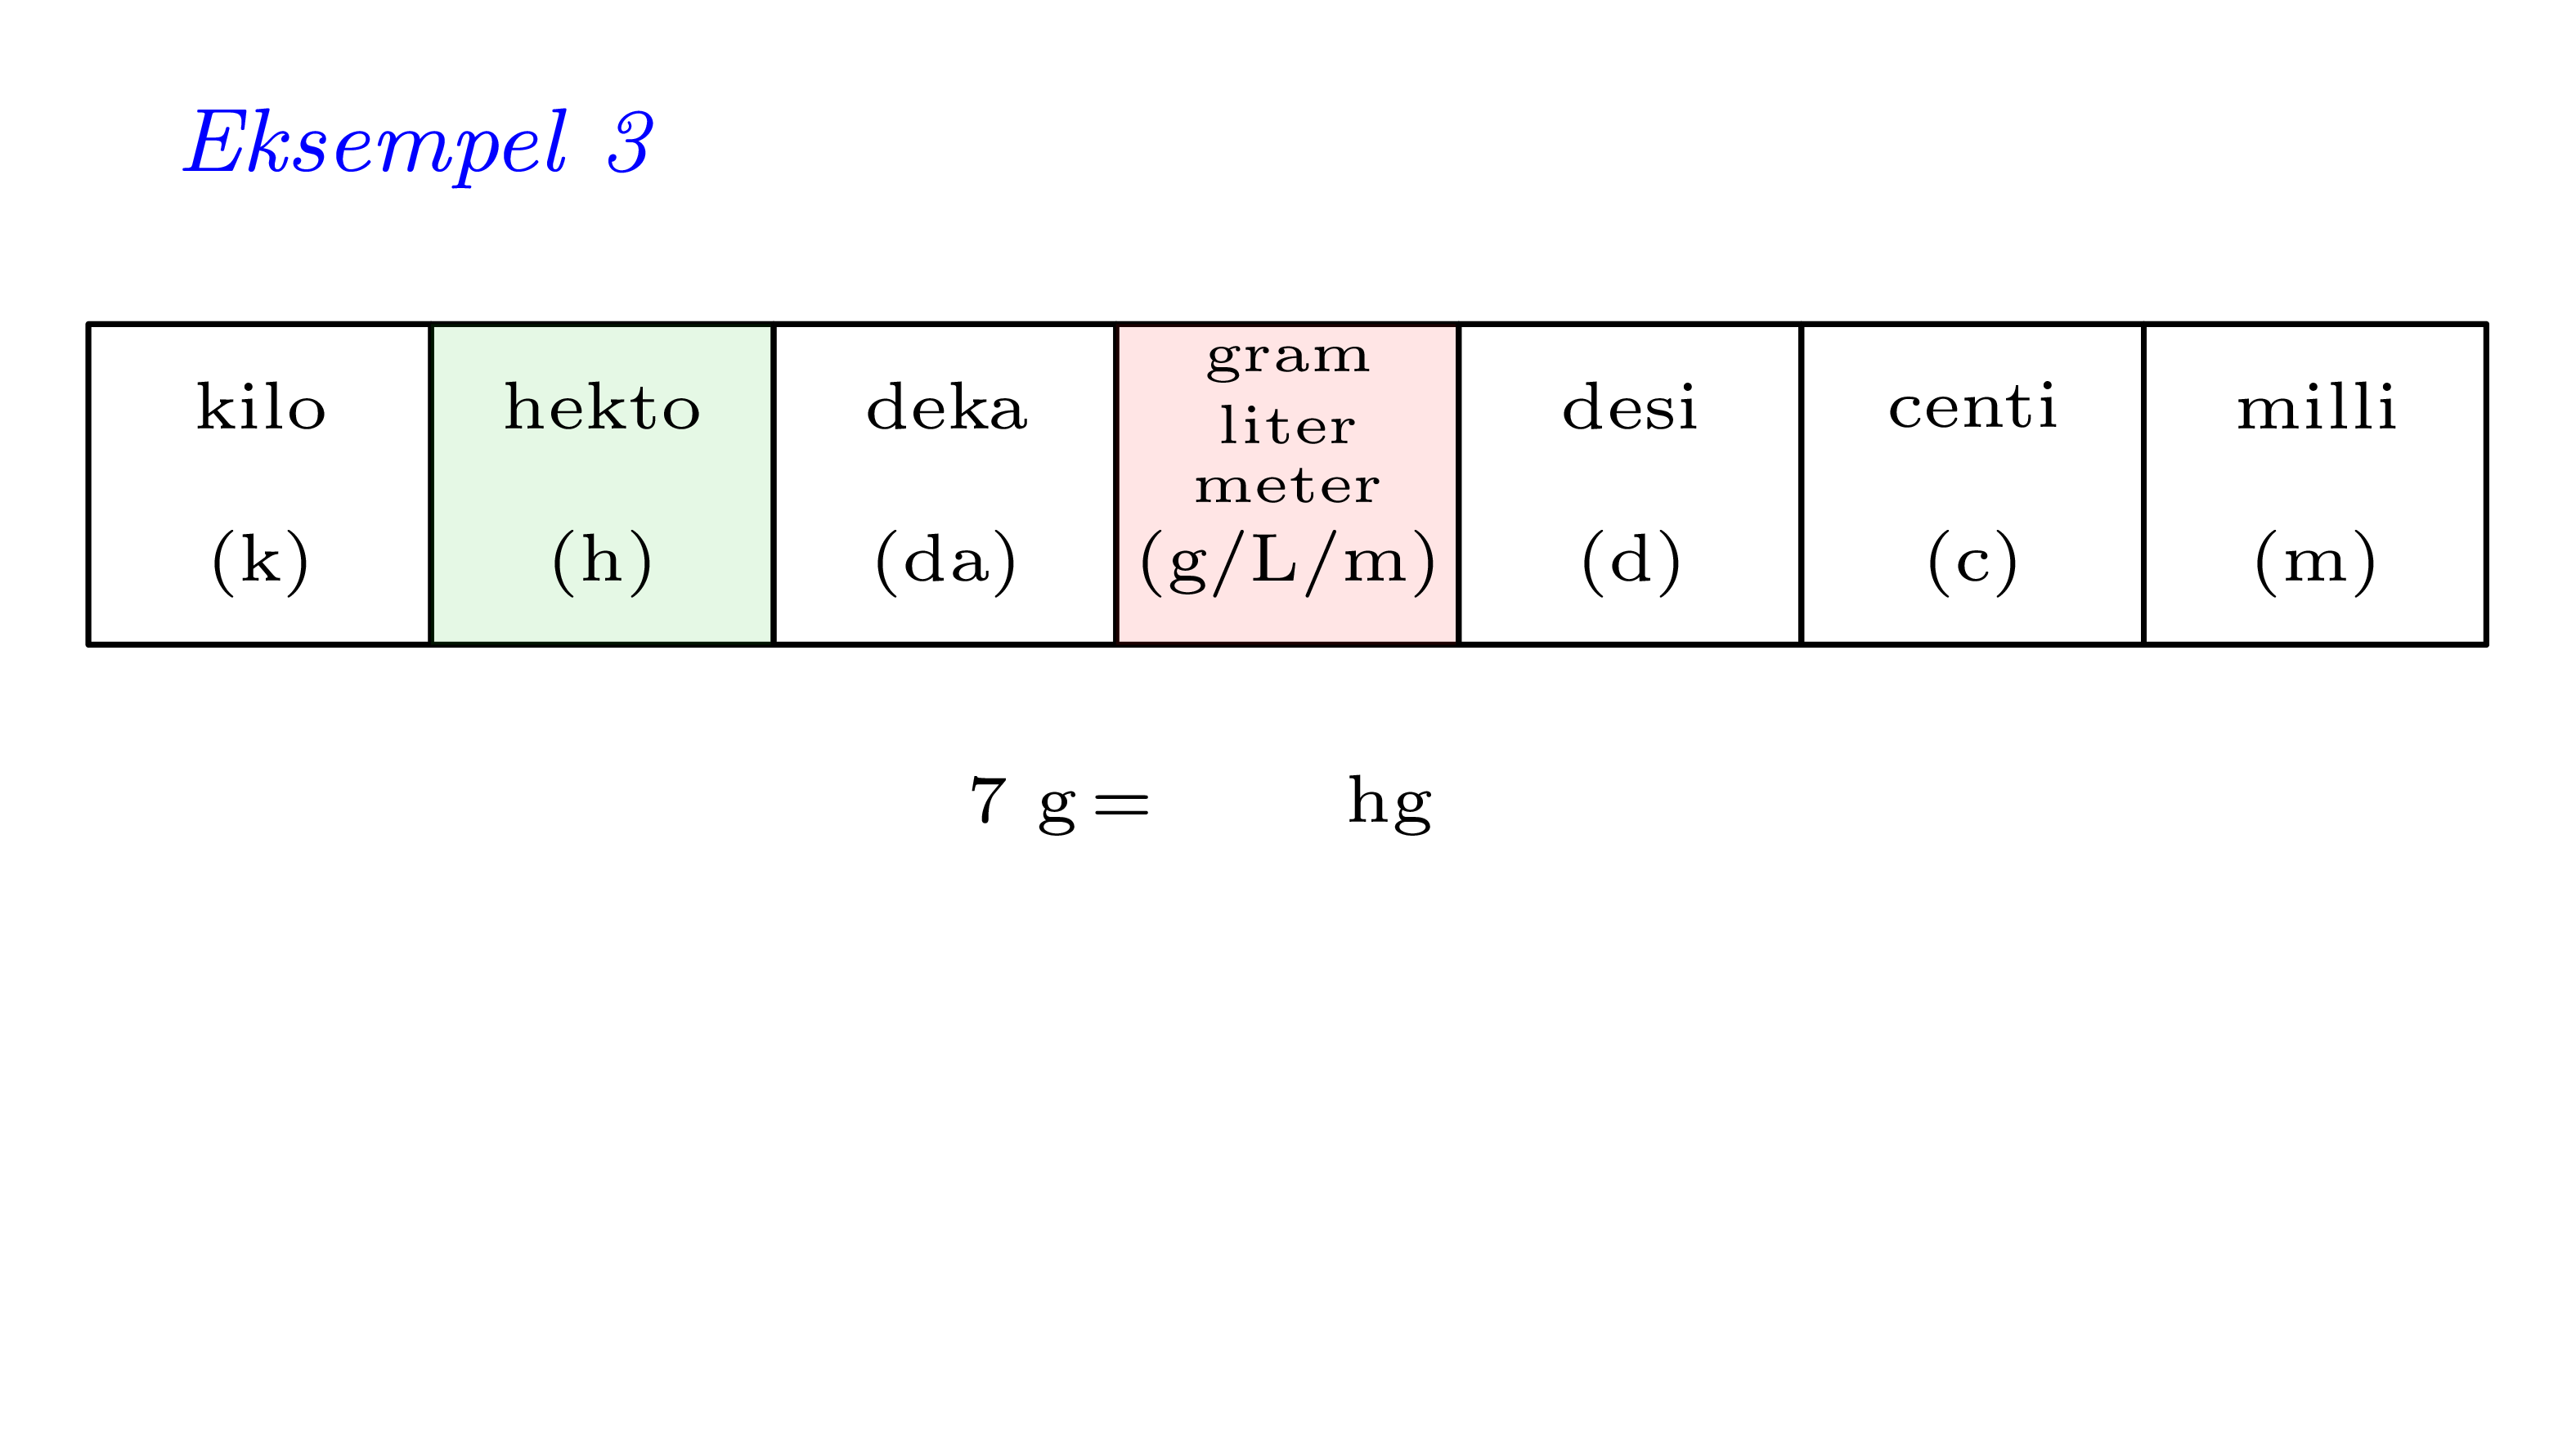 Eksempel 3
kilo
(k)
hekto
(h)
deka
(da)
gram
liter
meter
(g/L/m)
desi
(d)
centi
(c)
milli
(m)
7 g = hg